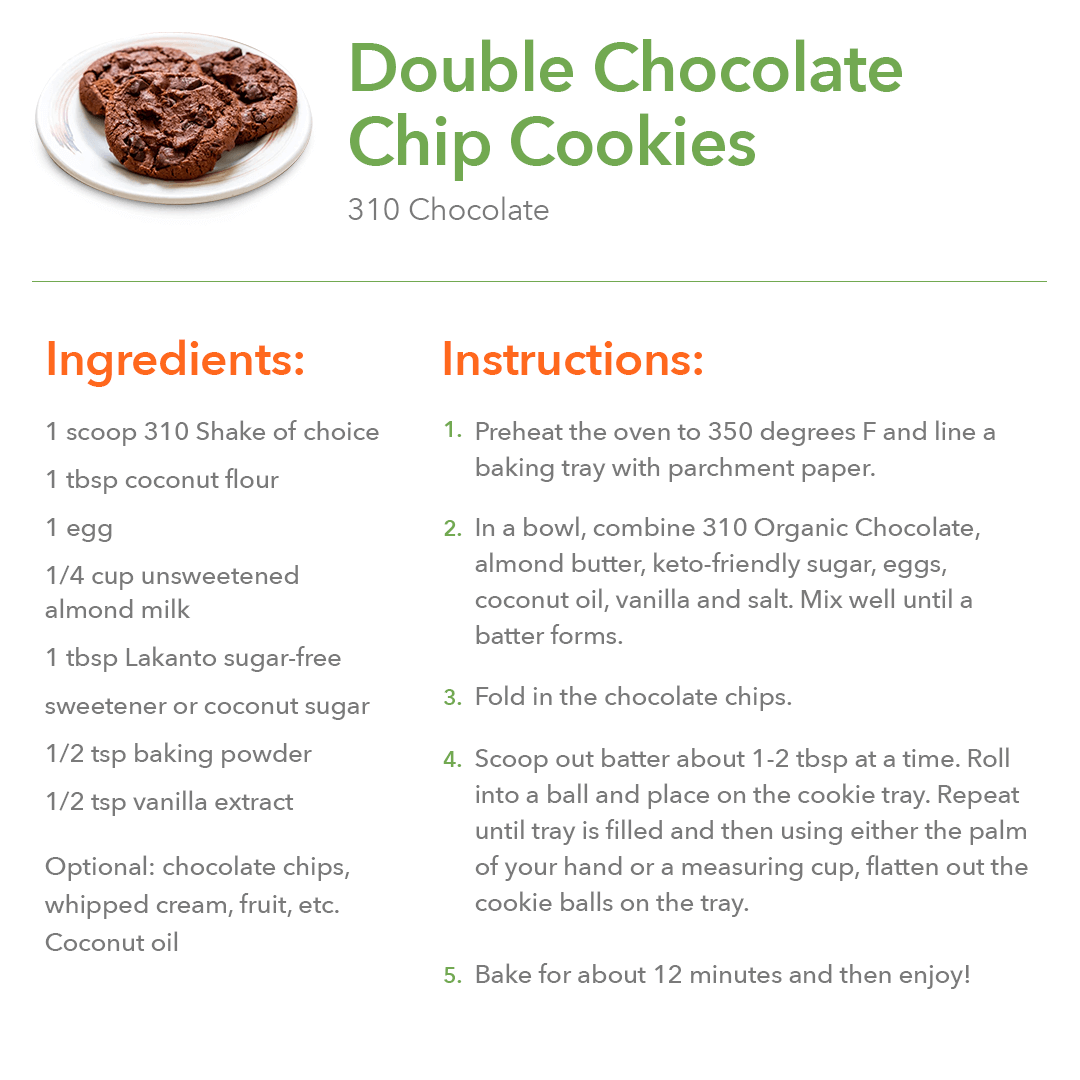 Double Chocolate
Chip Cookies
310 Chocolate
Ingredients:
1 scoop 310 Shake of choice
1 tbsp coconut flour
1 egg
1/4 cup unsweetened
almond milk
1 tbsp Lakanto sugar-free
sweetener or coconut sugar
1/2 tsp baking powder
1/2 tsp vanilla extract
Optional: chocolate chips,
whipped cream, fruit, etc.
Coconut oil
Instructions:
1. Preheat the oven to 350 degrees F and line a
baking tray with parchment paper.
2. In a bowl, combine 310 Organic Chocolate,
almond butter, keto-friendly sugar, eggs,
coconut oil, vanilla and salt. Mix well until a
batter forms.
3. Fold in the chocolate chips.
4. Scoop out batter about 1-2 tbsp at a time. Roll
into a ball and place on the cookie tray. Repeat
until tray is filled and then using either the palm
of your hand or a measuring cup, flatten out the
cookie balls on the tray.
5. Bake for about 12 minutes and then enjoy!